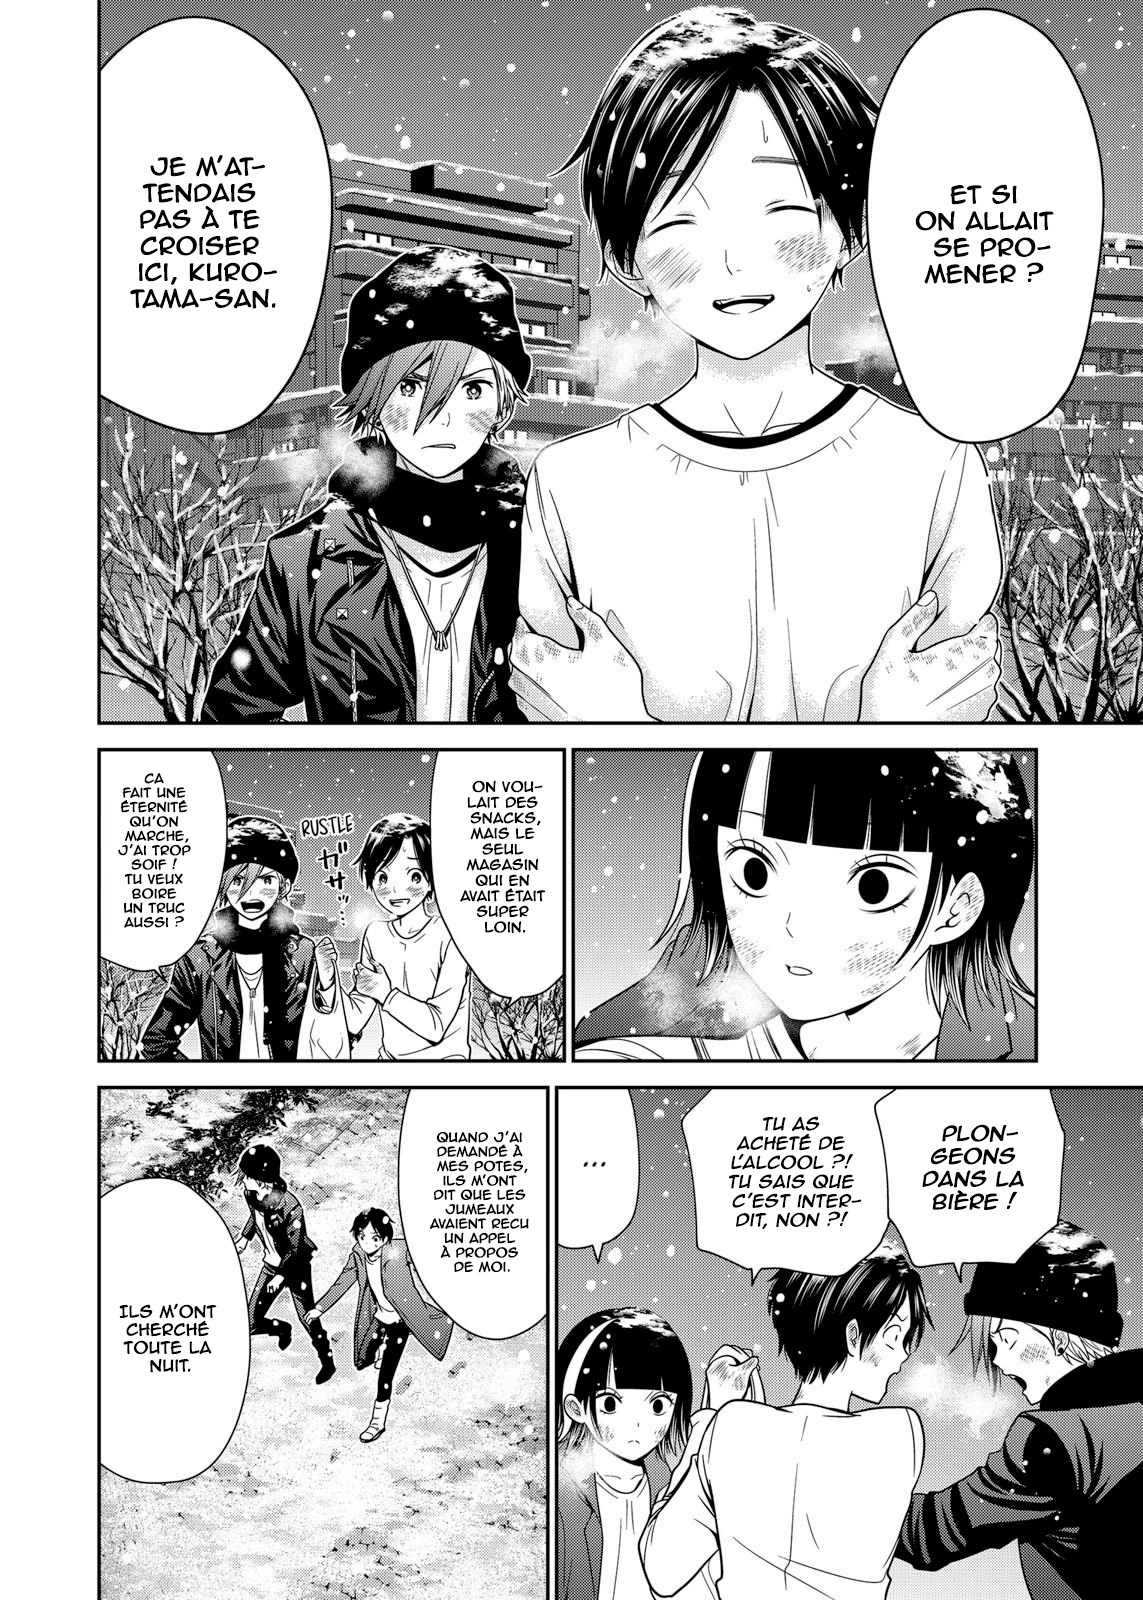 ET SI
ON ALLAIT
SE PRO-
MENER ?
JE M'AT-
TENDAIS
PAS À TE
CROISER
ICI, KURO-
TAMA-SAN.
ON VOU-
LAIT DES
SNACKS,
MAIS LE
SEUL
MAGASIN
QUI EN
AVAIT ÉTAIT
SUPER
LOIN.
RUSTLE
ガサッ…
ÇA
FAIT UNE
ÉTERNITÉ
QU'ON
MARCHE,
J'AI TROP
SOIF !
TU VEUX
BOIRE
UN TRUC
AUSSI ?
PLON-
GEONS
DANS LA
BIÈRE !
TU AS
ACHETÉ DE
L'ALCOOL ?!
TU SAIS QUE
C'EST INTER-
DIT, NON ?!
...
QUAND J'AI
DEMANDÉ À
MES POTES,
ILS M'ONT
DIT QUE LES
JUMEAUX
AVAIENT RECU
UN APPEL
À PROPOS
DE MOI.
ILS M'ONT
CHERCHÉ
TOUTE LA
NUIT.